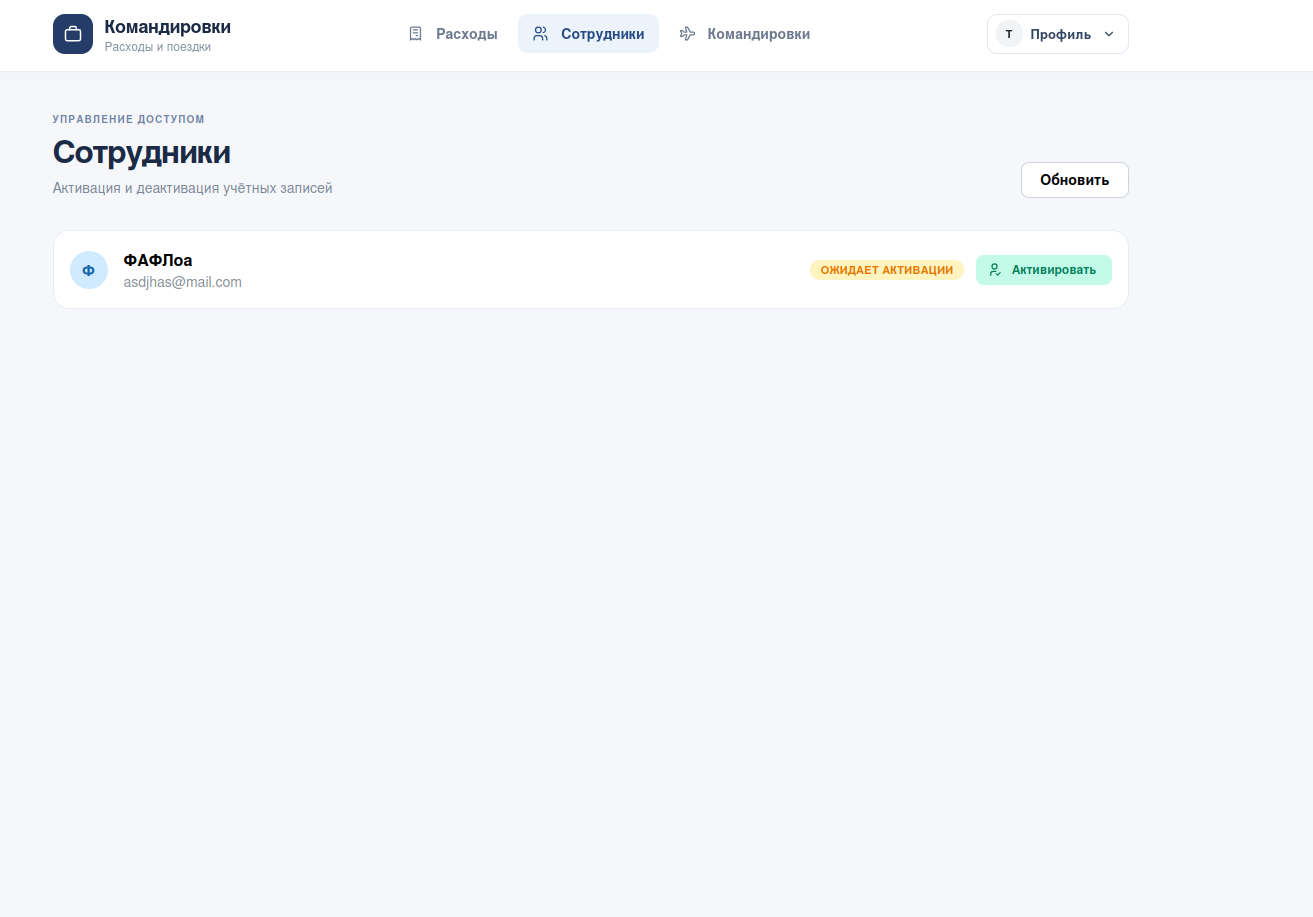 Командировки
Расходы и поездки
Расходы
Сотрудники
Командировки
Т
Профиль
УПРАВЛЕНИЕ ДОСТУПОМ
Сотрудники
Активация и деактивация учётных записей
Обновить
Ф
ФАФЛоа
asdjhas@mail.com
ОЖИДАЕТ АКТИВАЦИИ
Активировать